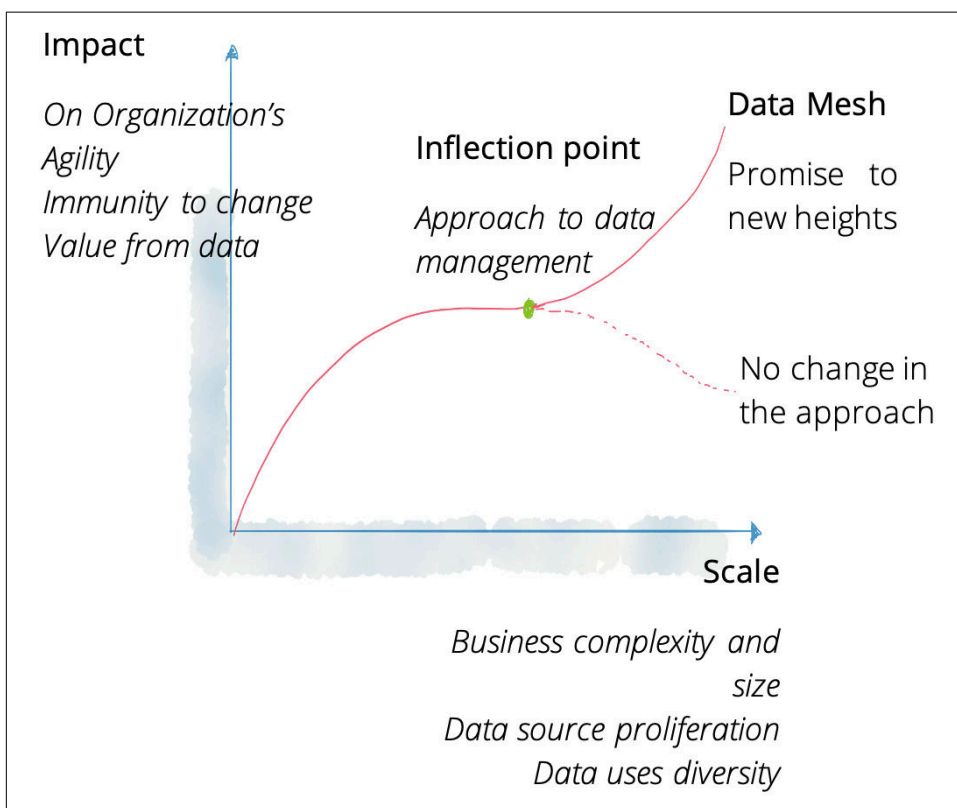 Impact
On Organization's
Agility
Immunity to change
Value from data
Inflection point
Approach to data
management
Data Mesh
Promise to
new heights
No change in
the approach
Scale
Business complexity and
size
Data source proliferation
Data uses diversity